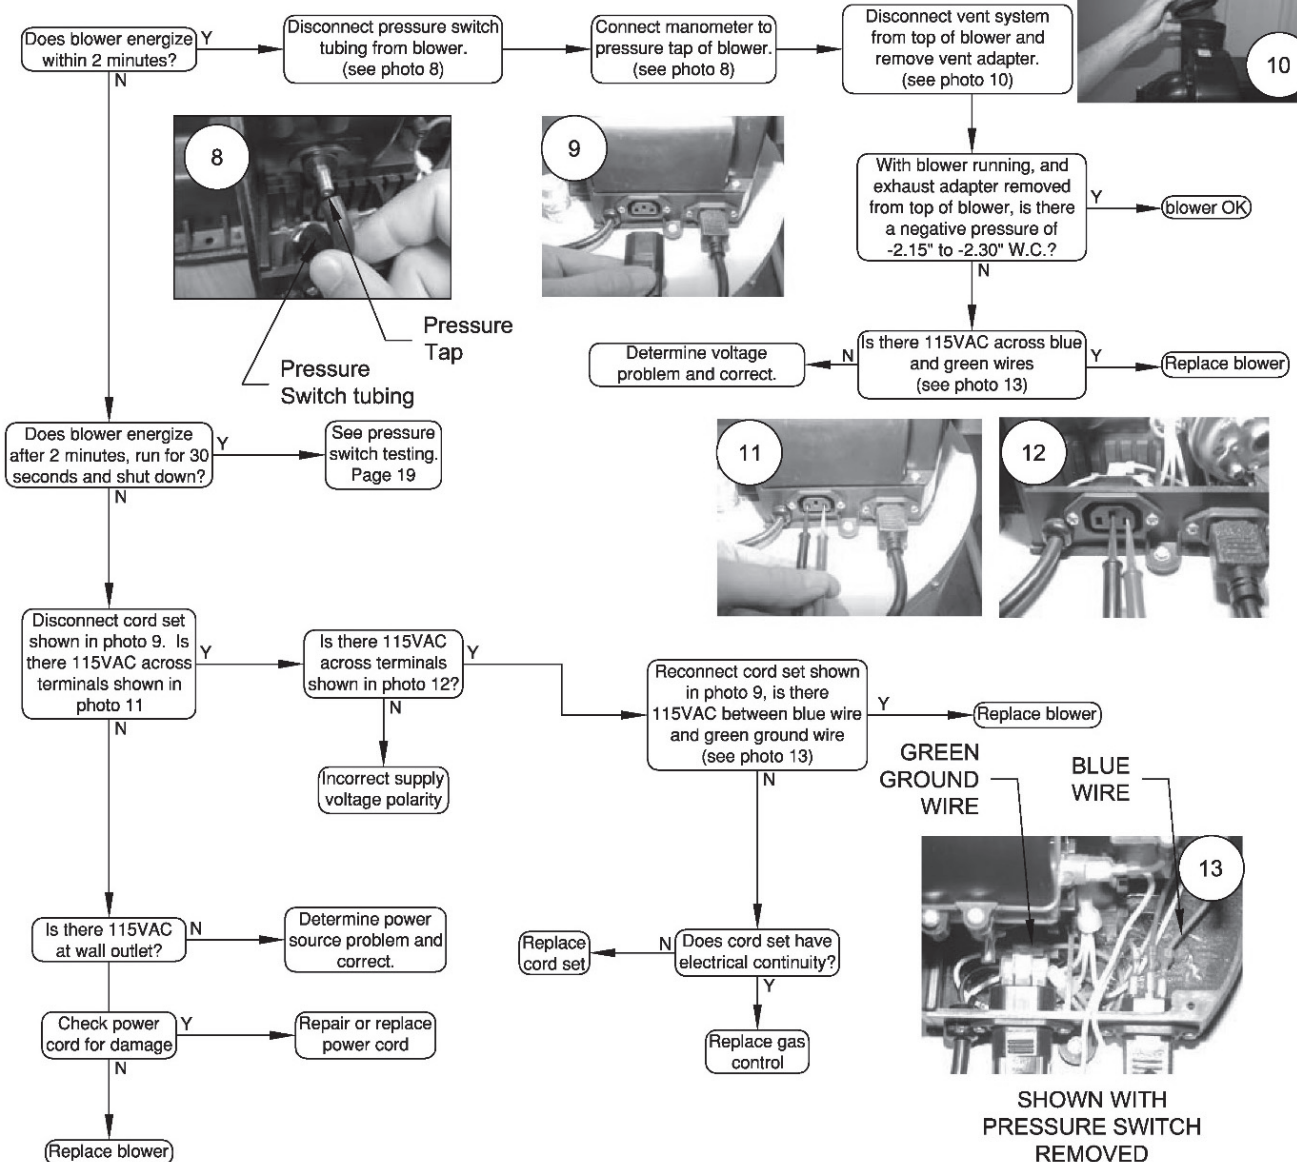 Does blower energize
within 2 minutes?
Y
N
Disconnect pressure switch
tubing from blower.
(see photo 8)
Connect manometer to
pressure tap of blower.
(see photo 8)
Disconnect vent system
from top of blower and
remove vent adapter.
(see photo 10)
10
8
Pressure
Tap
Pressure
Switch tubing
9
With blower running, and
exhaust adapter removed
from top of blower, is there
a negative pressure of
-2.15" to -2.30" W.C.?
Y
N
blower OK
Is there 115VAC across blue
and green wires
(see photo 13)
N
Y
Determine voltage
problem and correct.
Replace blower
Does blower energize
after 2 minutes, run for 30
seconds and shut down?
Y
N
See pressure
switch testing.
Page 19
11
12
Disconnect cord set
shown in photo 9. Is
there 115VAC across
terminals shown in
photo 11
Y
N
Is there 115VAC
across terminals
shown in photo 12?
Y
N
Incorrect supply
voltage polarity
Reconnect cord set shown
in photo 9, is there
115VAC between blue wire
and green ground wire
(see photo 13)
Y
N
Replace blower
GREEN
GROUND
WIRE
BLUE
WIRE
13
SHOWN WITH
PRESSURE SWITCH
REMOVED
Is there 115VAC
at wall outlet?
N
Determine power
source problem and
correct.
Does cord set have
electrical continuity?
N
Y
Replace
cord set
Replace gas
control
Check power
cord for damage
Y
N
Repair or replace
power cord
Replace blower